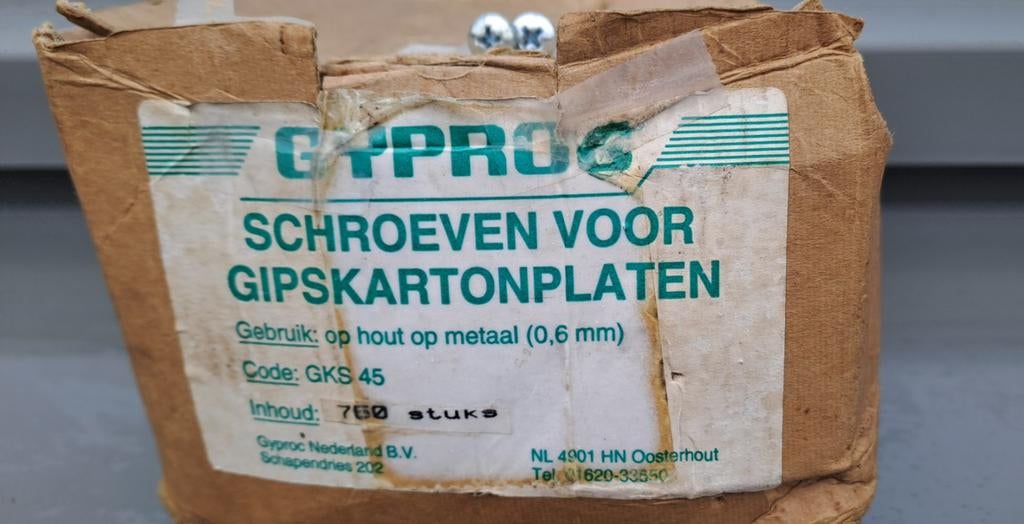 GYPROC
SCHROEVEN VOOR
GIPSKARTONPLATEN
Gebruik: op hout op metaal (0,6 mm)
Code: GKS 45
Inhoud: 760 stuks
Gyproc Nederland B.V.
Schapendries 202
NL 4901 HN Oosterhout
Tel. 01620-33550